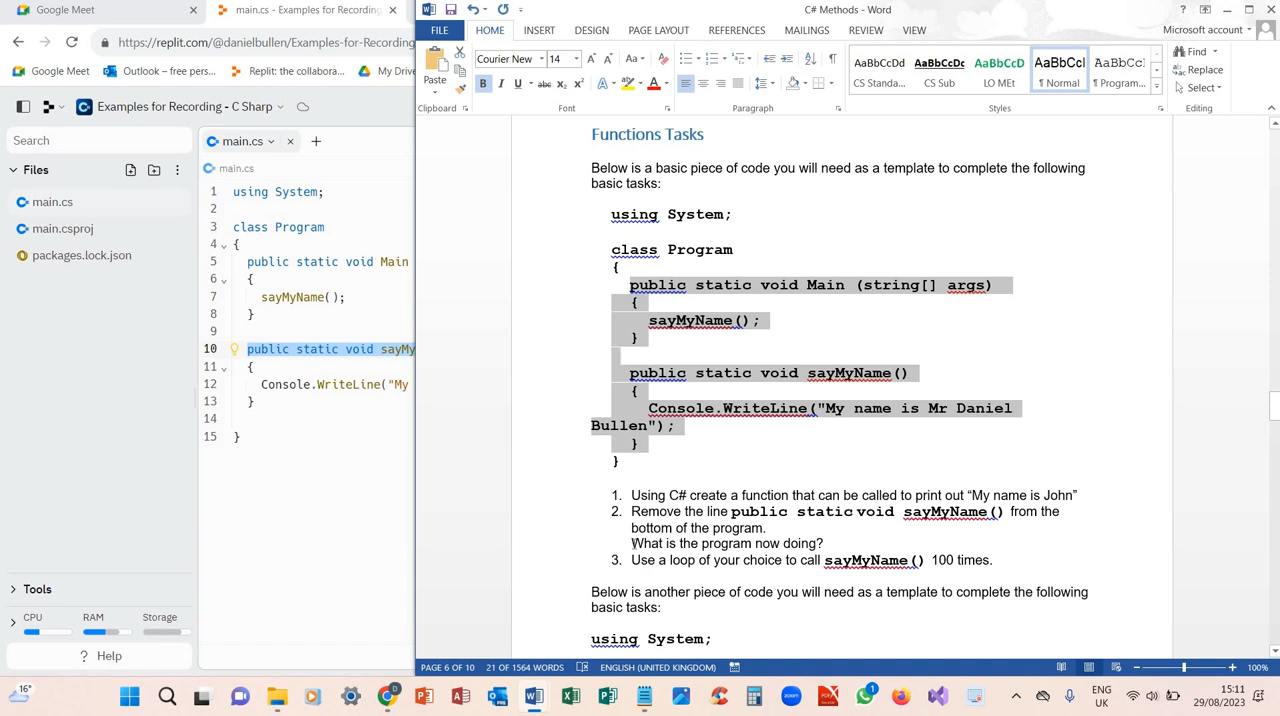 Google Meet
main.cs - Examples for Recording
C# Methods - Word
https://replit.com/@danielbullen/Examples-for-Recording
Google Meet
Outlook – free pers...
Replit: the collabora...
My Drive
Examples for Recording - C Sharp
Search
Files
main.cs
main.csproj
packages.lock.json
Tools
CPU
RAM
Storage
Help
main.cs
main.cs
1 using System;
2
3 class Program
4 {
5 public static void Main
6 {
7 sayMyName();
8 }
9
10 public static void sayMy
11 {
12 Console.WriteLine("My
13 }
14
15 }
FILE HOME INSERT DESIGN PAGE LAYOUT REFERENCES MAILINGS REVIEW VIEW
Microsoft account
Paste
Courier New 14
AaBbCcDd AaBbCcDc AaBbCcD AaBbCcI AaBbCc
CS Standa... CS Sub LO MEt ¶ Normal ¶ Program...
Find
Replace
Select
Clipboard Font Paragraph Styles Editing
Functions Tasks
Below is a basic piece of code you will need as a template to complete the following
basic tasks:
using System;
class Program
{
public static void Main (string[] args)
{
sayMyName();
}
public static void sayMyName()
{
Console.WriteLine("My name is Mr Daniel
Bullen");
}
}
1. Using C# create a function that can be called to print out “My name is John”
2. Remove the line public static void sayMyName() from the
bottom of the program.
What is the program now doing?
3. Use a loop of your choice to call sayMyName() 100 times.
Below is another piece of code you will need as a template to complete the following
basic tasks:
using System;
PAGE 6 OF 10 21 OF 1564 WORDS ENGLISH (UNITED KINGDOM) 100%
16°
ENG
UK
15:11
29/08/2023